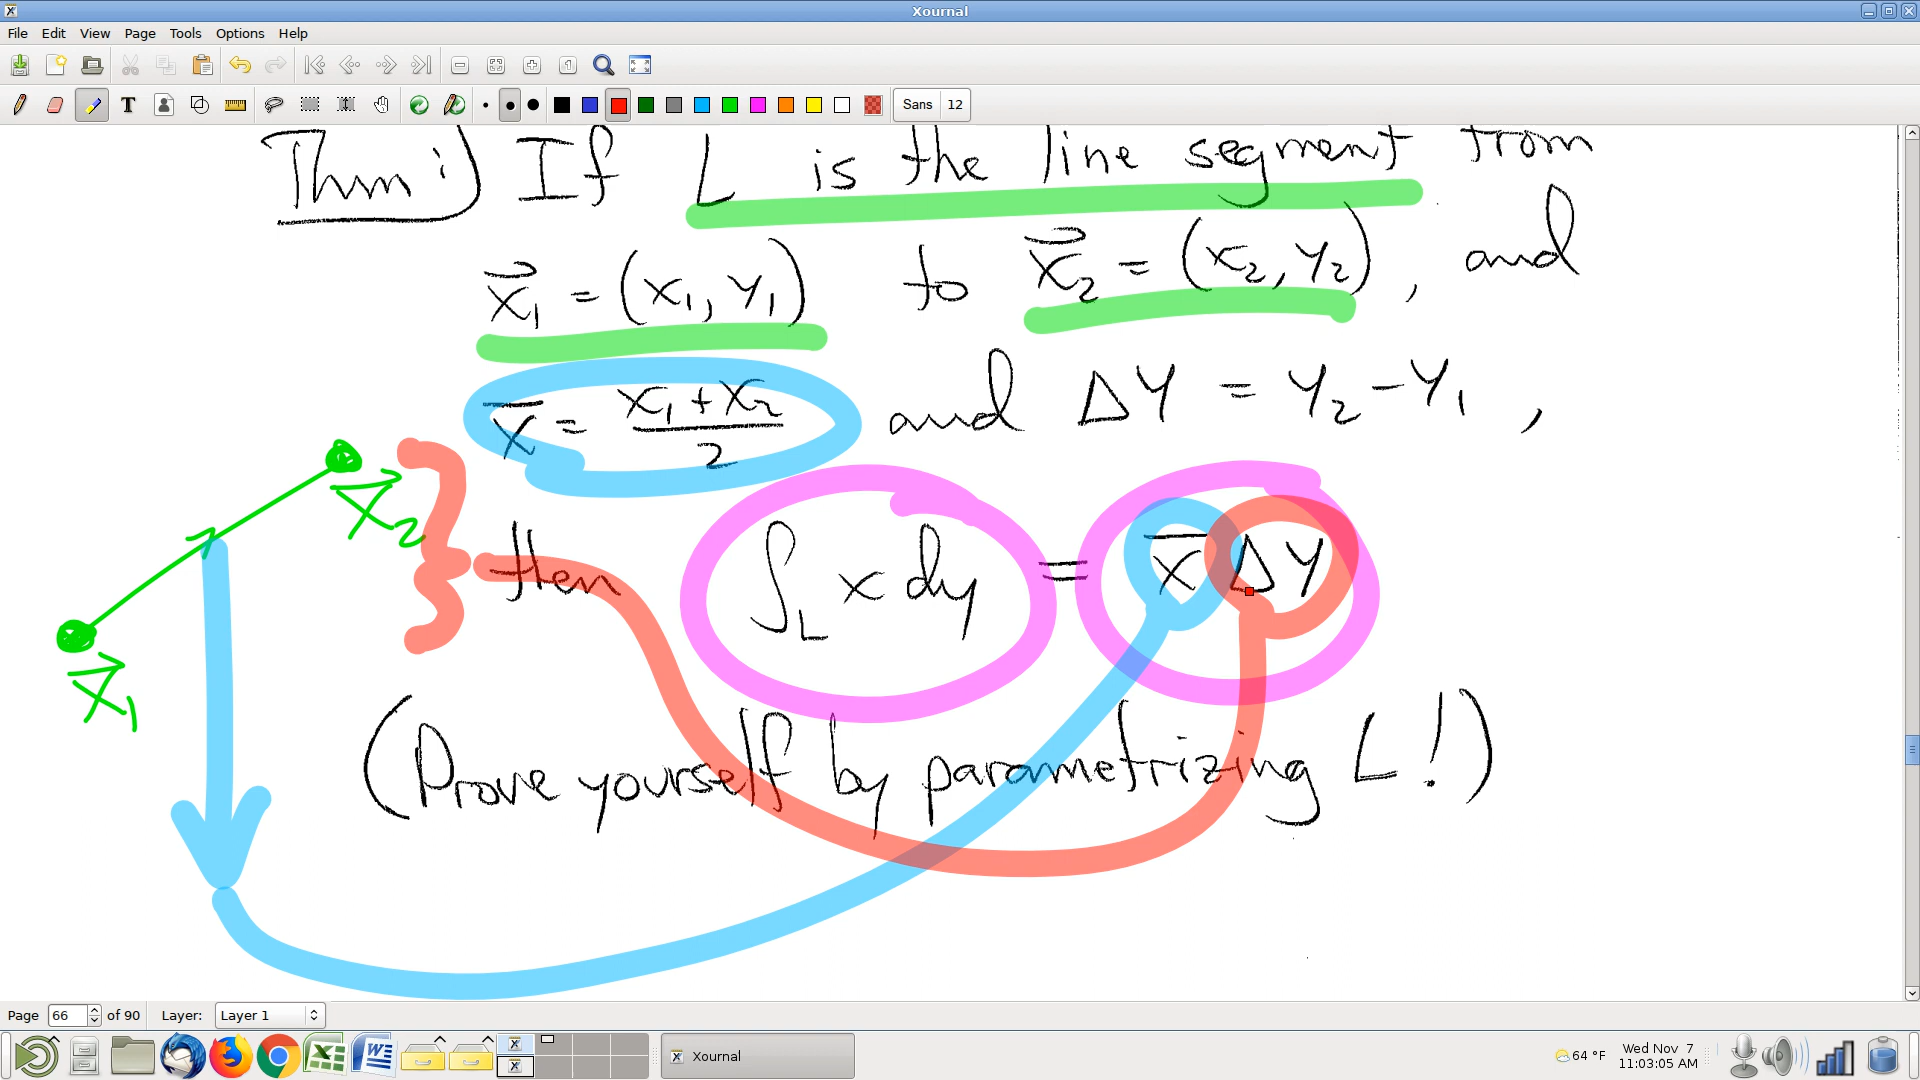 Xournal
File Edit View Page Tools Options Help
Sans 12
Thm:) If L is the line segment from
x⃗₁ = (x₁, y₁) to x⃗₂ = (x₂, y₂), and
x̄ = (x₁ + x₂)/2 and Δy = y₂ - y₁,
x⃗₂
then ∫_L x dy = x̄ Δy
x⃗₁
(Prove yourself by parametrizing L!)
Page 66 of 90 Layer: Layer 1
Xournal
64 °F Wed Nov 7
11:03:05 AM